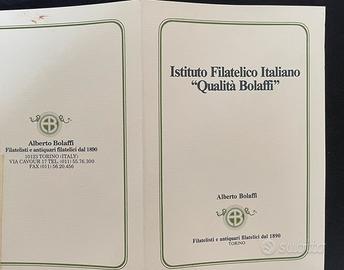 Alberto Bolaffi
Filatelisti e antiquari filatelici dal 1890
10123 TORINO (ITALY)
VIA CAVOUR 17 TEL. (011) 55.76.300
FAX (011) 56.20.456
Istituto Filatelico Italiano
“Qualità Bolaffi”
Alberto Bolaffi
Filatelisti e antiquari filatelici dal 1890
TORINO
subito